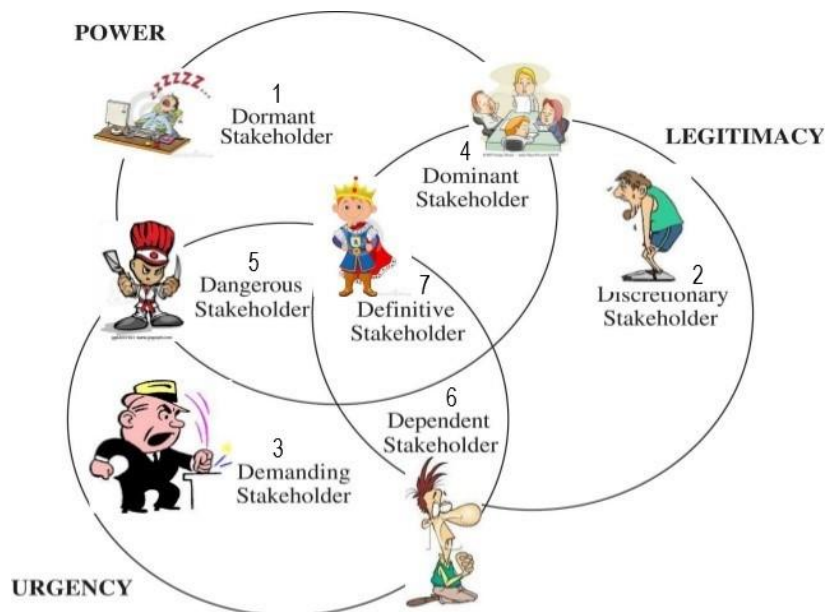 POWER
1
Dormant
Stakeholder
zzzzZZ...
LEGITIMACY
4
Dominant
Stakeholder
2
Discretionary
Stakeholder
5
Dangerous
Stakeholder
7
Definitive
Stakeholder
6
Dependent
Stakeholder
3
Demanding
Stakeholder
URGENCY